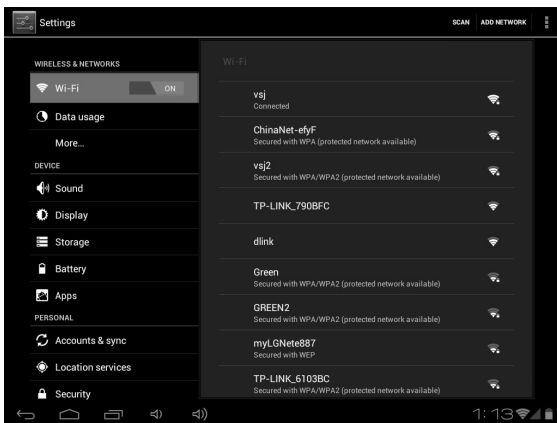 Settings
SCAN ADD NETWORK
WIRELESS & NETWORKS
Wi-Fi ON
Data usage
More...
DEVICE
Sound
Display
Storage
Battery
Apps
PERSONAL
Accounts & sync
Location services
Security
Wi-Fi
vsj
Connected
ChinaNet-efyF
Secured with WPA (protected network available)
vsj2
Secured with WPA/WPA2 (protected network available)
TP-LINK_790BFC
dlink
Green
Secured with WPA/WPA2 (protected network available)
GREEN2
Secured with WPA/WPA2 (protected network available)
myLGNete887
Secured with WEP
TP-LINK_6103BC
Secured with WPA/WPA2 (protected network available)
1:13